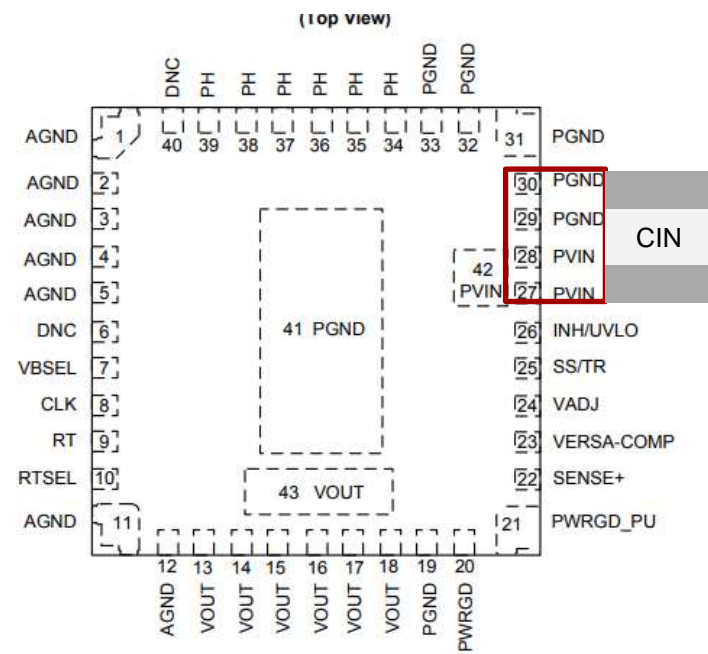 (Top View)
DNC
PH
PH
PH
PH
PH
PH
PGND
PGND
40
39
38
37
36
35
34
33
32
AGND 1
31 PGND
AGND 2
30 PGND
AGND 3
29 PGND
CIN
AGND 4
28 PVIN
42
PVIN
AGND 5
27 PVIN
DNC 6
41 PGND
26 INH/UVLO
VBSEL 7
25 SS/TR
CLK 8
24 VADJ
RT 9
23 VERSA-COMP
RTSEL 10
22 SENSE+
43 VOUT
AGND 11
21 PWRGD_PU
12
13
14
15
16
17
18
19
20
AGND
VOUT
VOUT
VOUT
VOUT
VOUT
VOUT
PGND
PWRGD